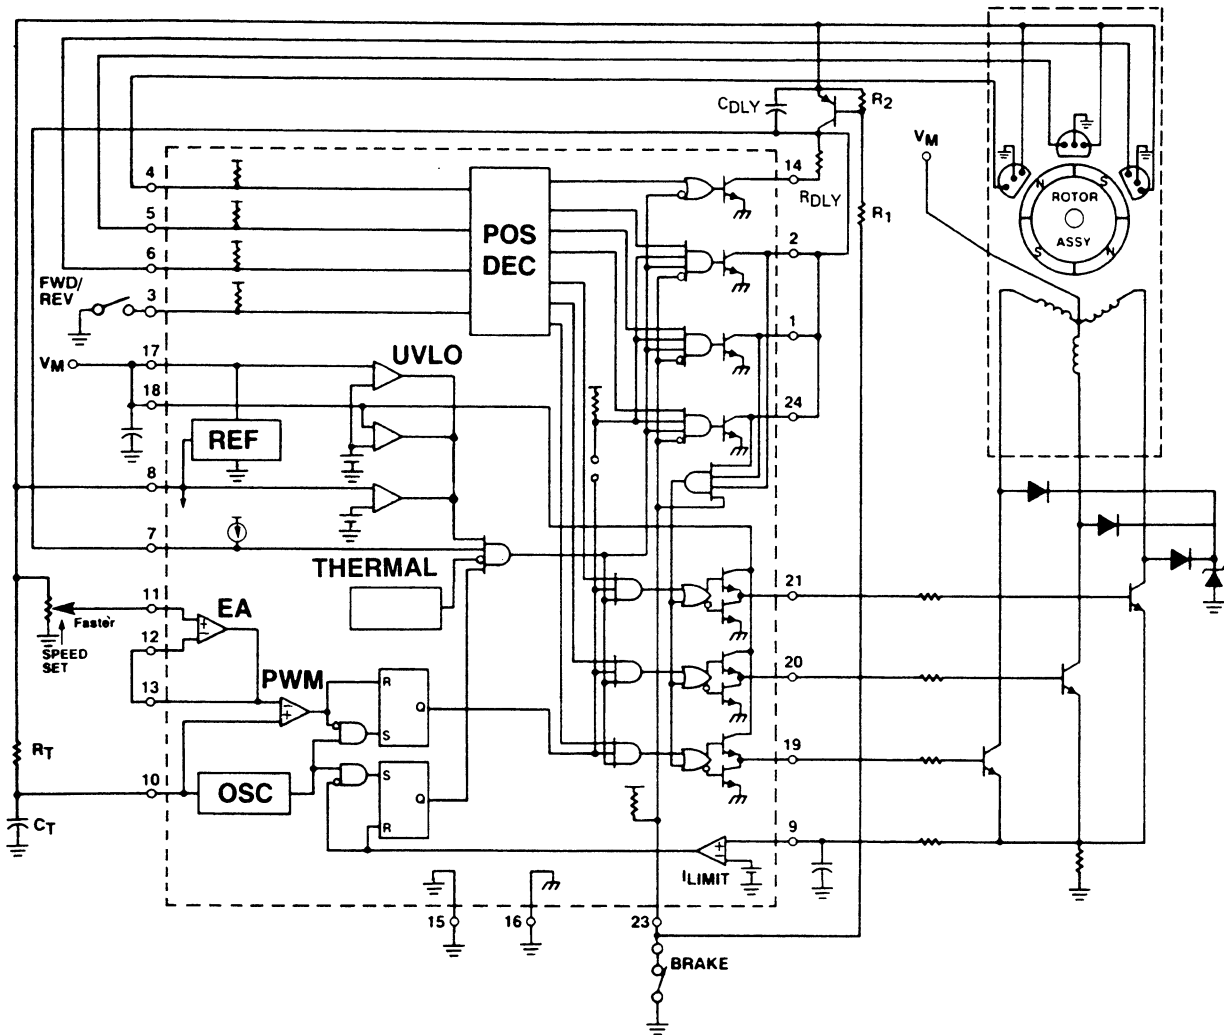 CDLY
R2
VM
4
14
RDLY
R1
5
POS
DEC
2
ROTOR
ASSY
N
S
S
N
6
FWD/
REV
3
1
VM
17
UVLO
18
24
REF
8
7
THERMAL
21
11
EA
Faster
12
SPEED
SET
20
13
PWM
R
Q
S
19
RT
10
OSC
S
Q
R
CT
9
ILIMIT
15
16
23
BRAKE